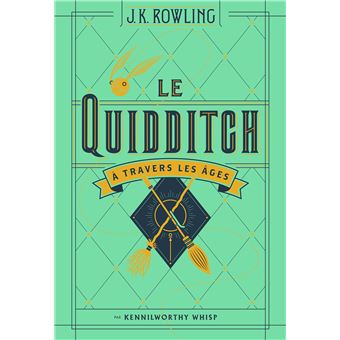 J.K. ROWLING
LE
QUIDDITCH
À TRAVERS LES ÂGES
PAR KENNILWORTHY WHISP